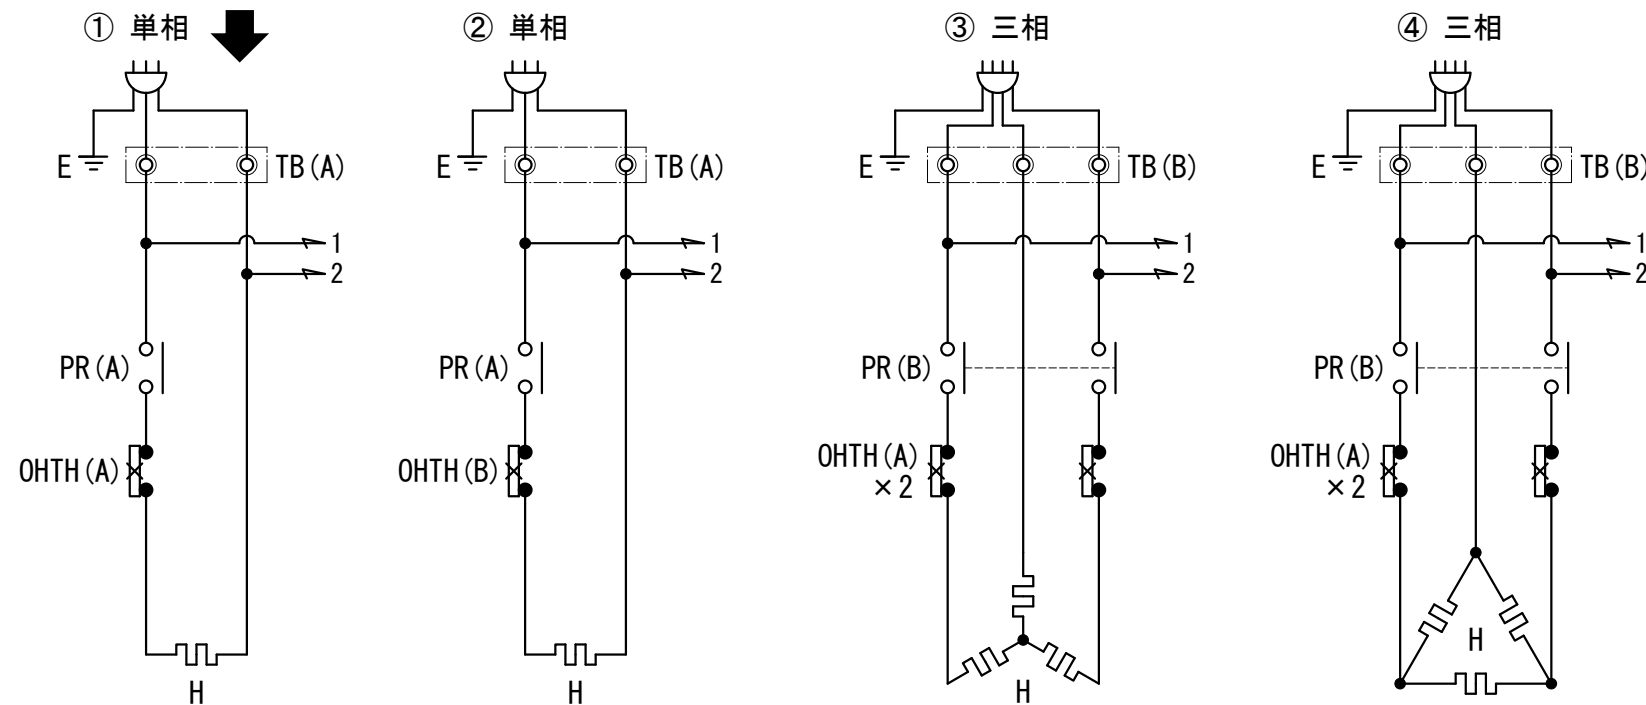 ① 単相
E
TB(A)
1
2
PR(A)
OHTH(A)
H
② 単相
E
TB(A)
1
2
PR(A)
OHTH(B)
H
③ 三相
E
TB(B)
1
2
PR(B)
OHTH(A)
×2
H
④ 三相
E
TB(B)
1
2
PR(B)
OHTH(A)
×2
H